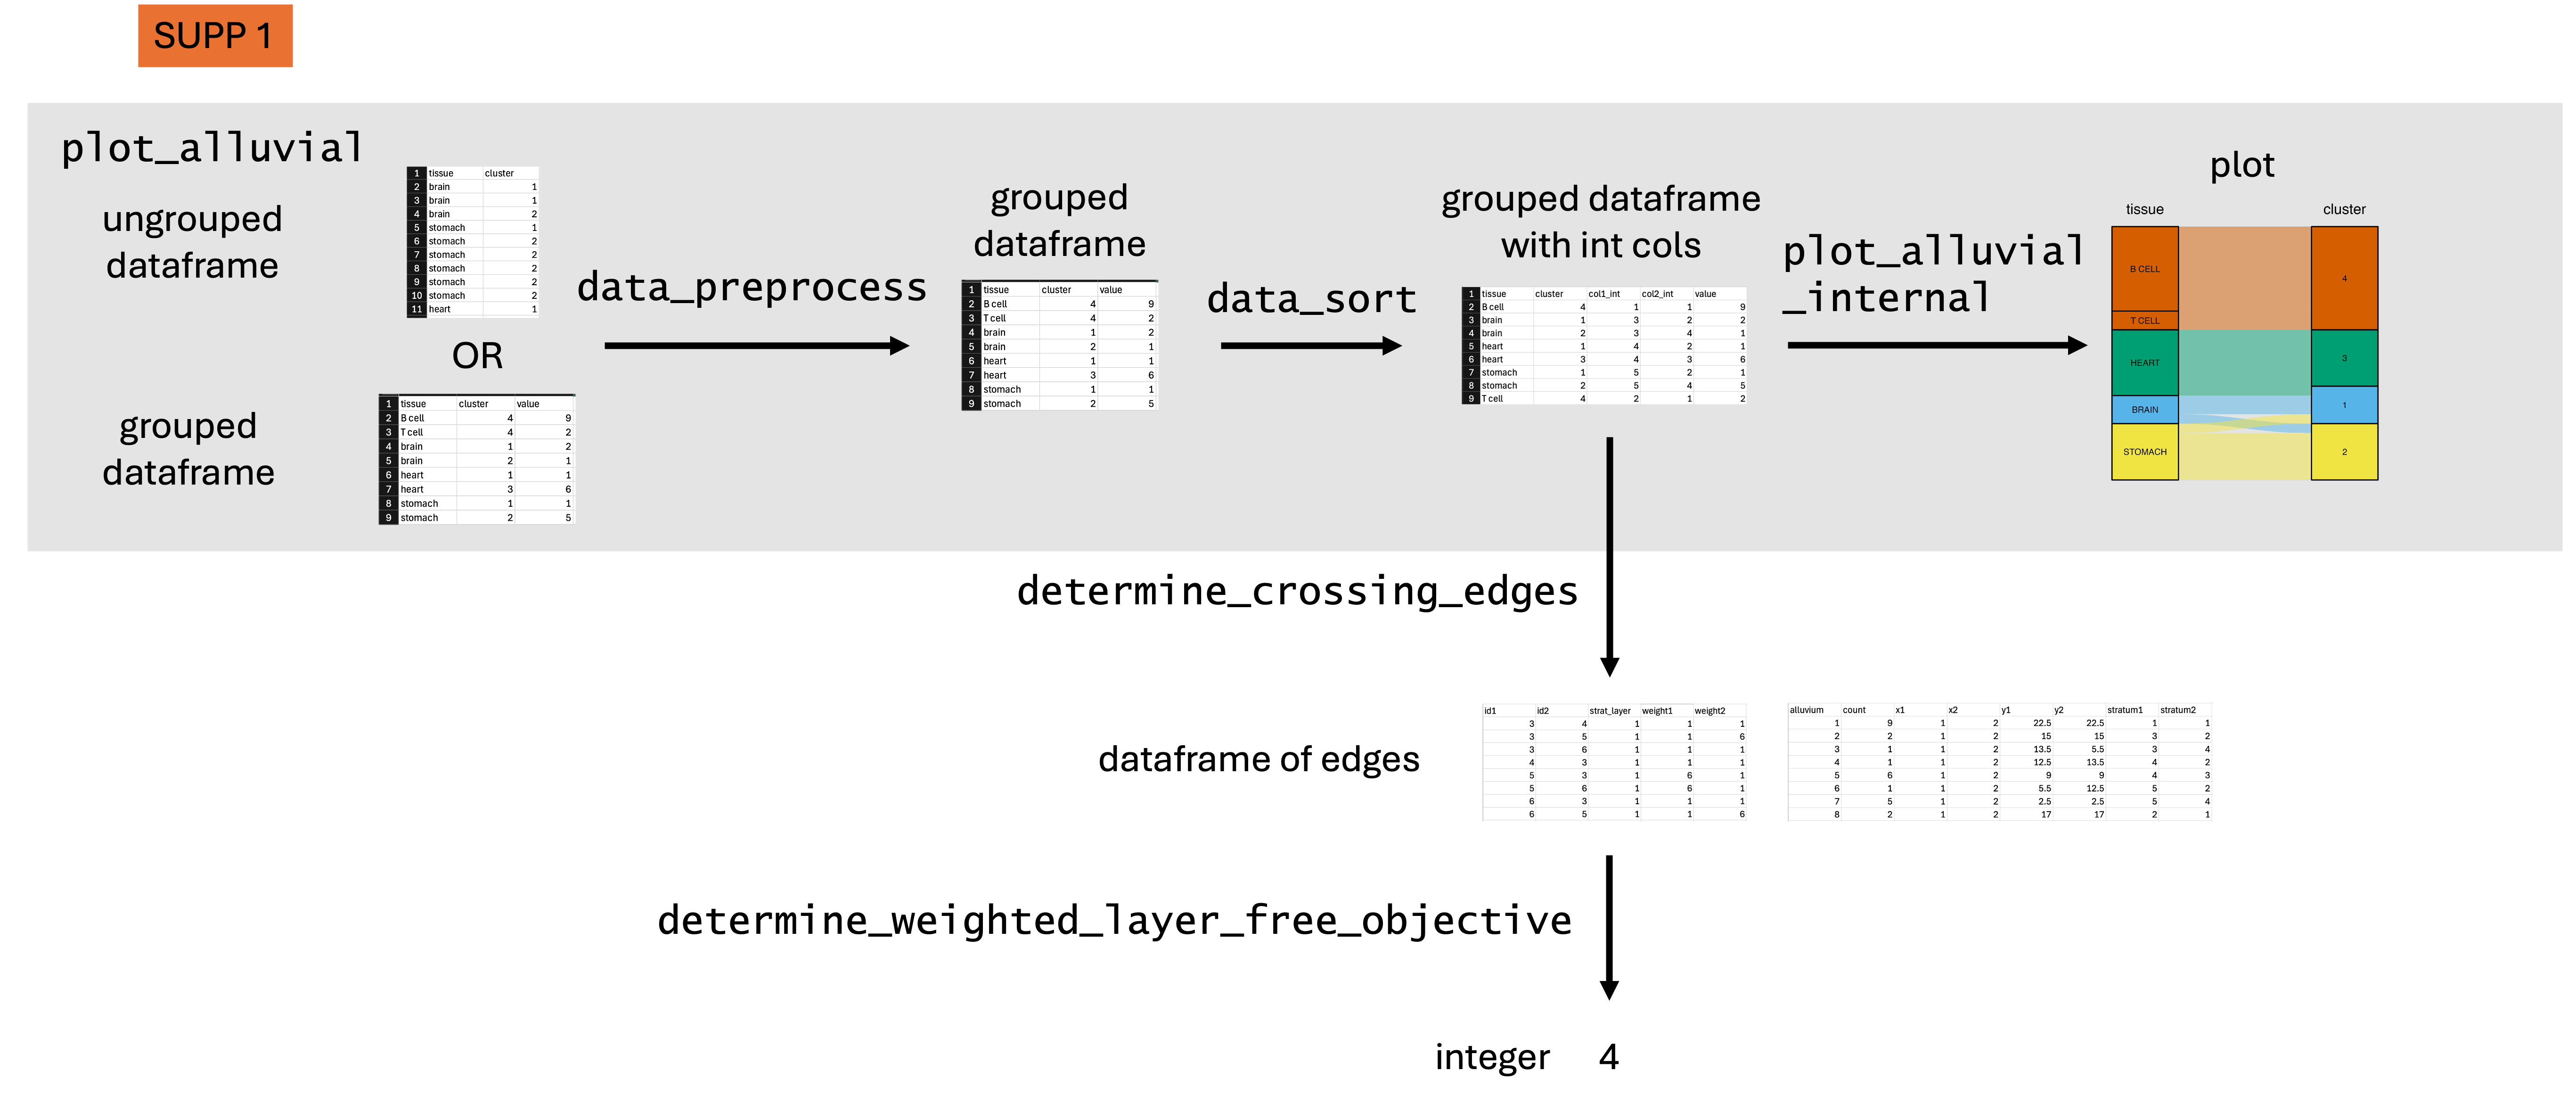 SUPP 1
plot_alluvial
ungrouped
dataframe
1 tissue cluster
2 brain 1
3 brain 1
4 brain 2
5 stomach 1
6 stomach 2
7 stomach 2
8 stomach 2
9 stomach 2
10 stomach 2
11 heart 1
OR
grouped
dataframe
1 tissue cluster value
2 B cell 4 9
3 T cell 4 2
4 brain 1 2
5 brain 2 1
6 heart 1 1
7 heart 3 6
8 stomach 1 1
9 stomach 2 5
data_preprocess
grouped
dataframe
1 tissue cluster value
2 B cell 4 9
3 T cell 4 2
4 brain 1 2
5 brain 2 1
6 heart 1 1
7 heart 3 6
8 stomach 1 1
9 stomach 2 5
data_sort
grouped dataframe
with int cols
1 tissue cluster col1_int col2_int value
2 B cell 4 1 1 9
3 brain 1 3 2 2
4 brain 2 3 4 1
5 heart 1 4 2 1
6 heart 3 4 3 6
7 stomach 1 5 2 1
8 stomach 2 5 4 5
9 T cell 4 2 1 2
plot_alluvial
_internal
plot
tissue cluster
B CELL
T CELL
HEART
BRAIN
STOMACH
4
3
1
2
determine_crossing_edges
dataframe of edges
id1 id2 strat_layer weight1 weight2
3 4 1 1 1
3 5 1 1 6
3 6 1 1 1
4 3 1 1 1
5 3 1 6 1
5 6 1 6 1
6 3 1 1 1
6 5 1 1 6
alluvium count x1 x2 y1 y2 stratum1 stratum2
1 9 1 2 22.5 22.5 1 1
2 2 1 2 15 15 3 2
3 1 1 2 13.5 5.5 3 4
4 1 1 2 12.5 13.5 4 2
5 6 1 2 9 9 4 3
6 1 1 2 5.5 12.5 5 2
7 5 1 2 2.5 2.5 5 4
8 2 1 2 17 17 2 1
determine_weighted_layer_free_objective
integer 4